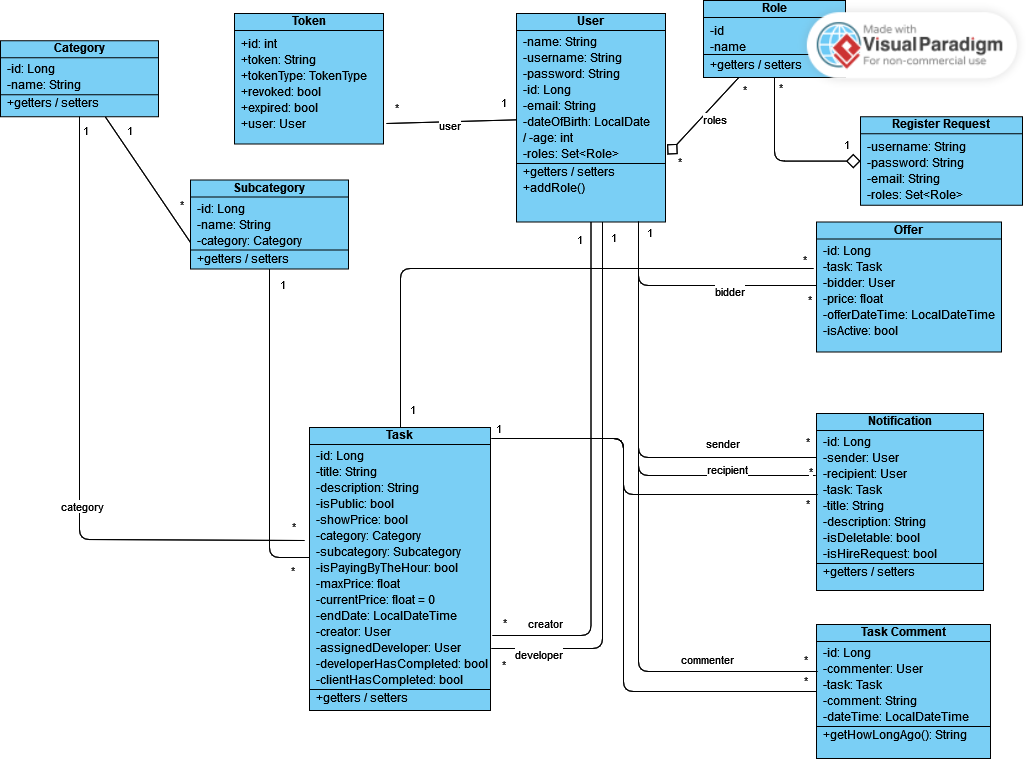 Category
-id: Long
-name: String
+getters / setters
1
1
Token
+id: int
+token: String
+tokenType: TokenType
+revoked: bool
+expired: bool
+user: User
*
user
1
User
-name: String
-username: String
-password: String
-id: Long
-email: String
-dateOfBirth: LocalDate
/ -age: int
-roles: Set<Role>
+getters / setters
+addRole()
Role
-id
-name
+getters / setters
Made with
VisualParadigm
For non-commercial use
*
*
roles
*
1
Register Request
-username: String
-password: String
-email: String
-roles: Set<Role>
*
Subcategory
-id: Long
-name: String
-category: Category
+getters / setters
1
1
1
1
Offer
-id: Long
-task: Task
-bidder: User
-price: float
-offerDateTime: LocalDateTime
-isActive: bool
*
bidder
*
1
1
Task
-id: Long
-title: String
-description: String
-isPublic: bool
-showPrice: bool
-category: Category
-subcategory: Subcategory
-isPayingByTheHour: bool
-maxPrice: float
-currentPrice: float = 0
-endDate: LocalDateTime
-creator: User
-assignedDeveloper: User
-developerHasCompleted: bool
-clientHasCompleted: bool
+getters / setters
category
*
*
*
creator
developer
*
sender
*
recipient
*
*
Notification
-id: Long
-sender: User
-recipient: User
-task: Task
-title: String
-description: String
-isDeletable: bool
-isHireRequest: bool
+getters / setters
commenter
*
*
Task Comment
-id: Long
-commenter: User
-task: Task
-comment: String
-dateTime: LocalDateTime
+getHowLongAgo(): String